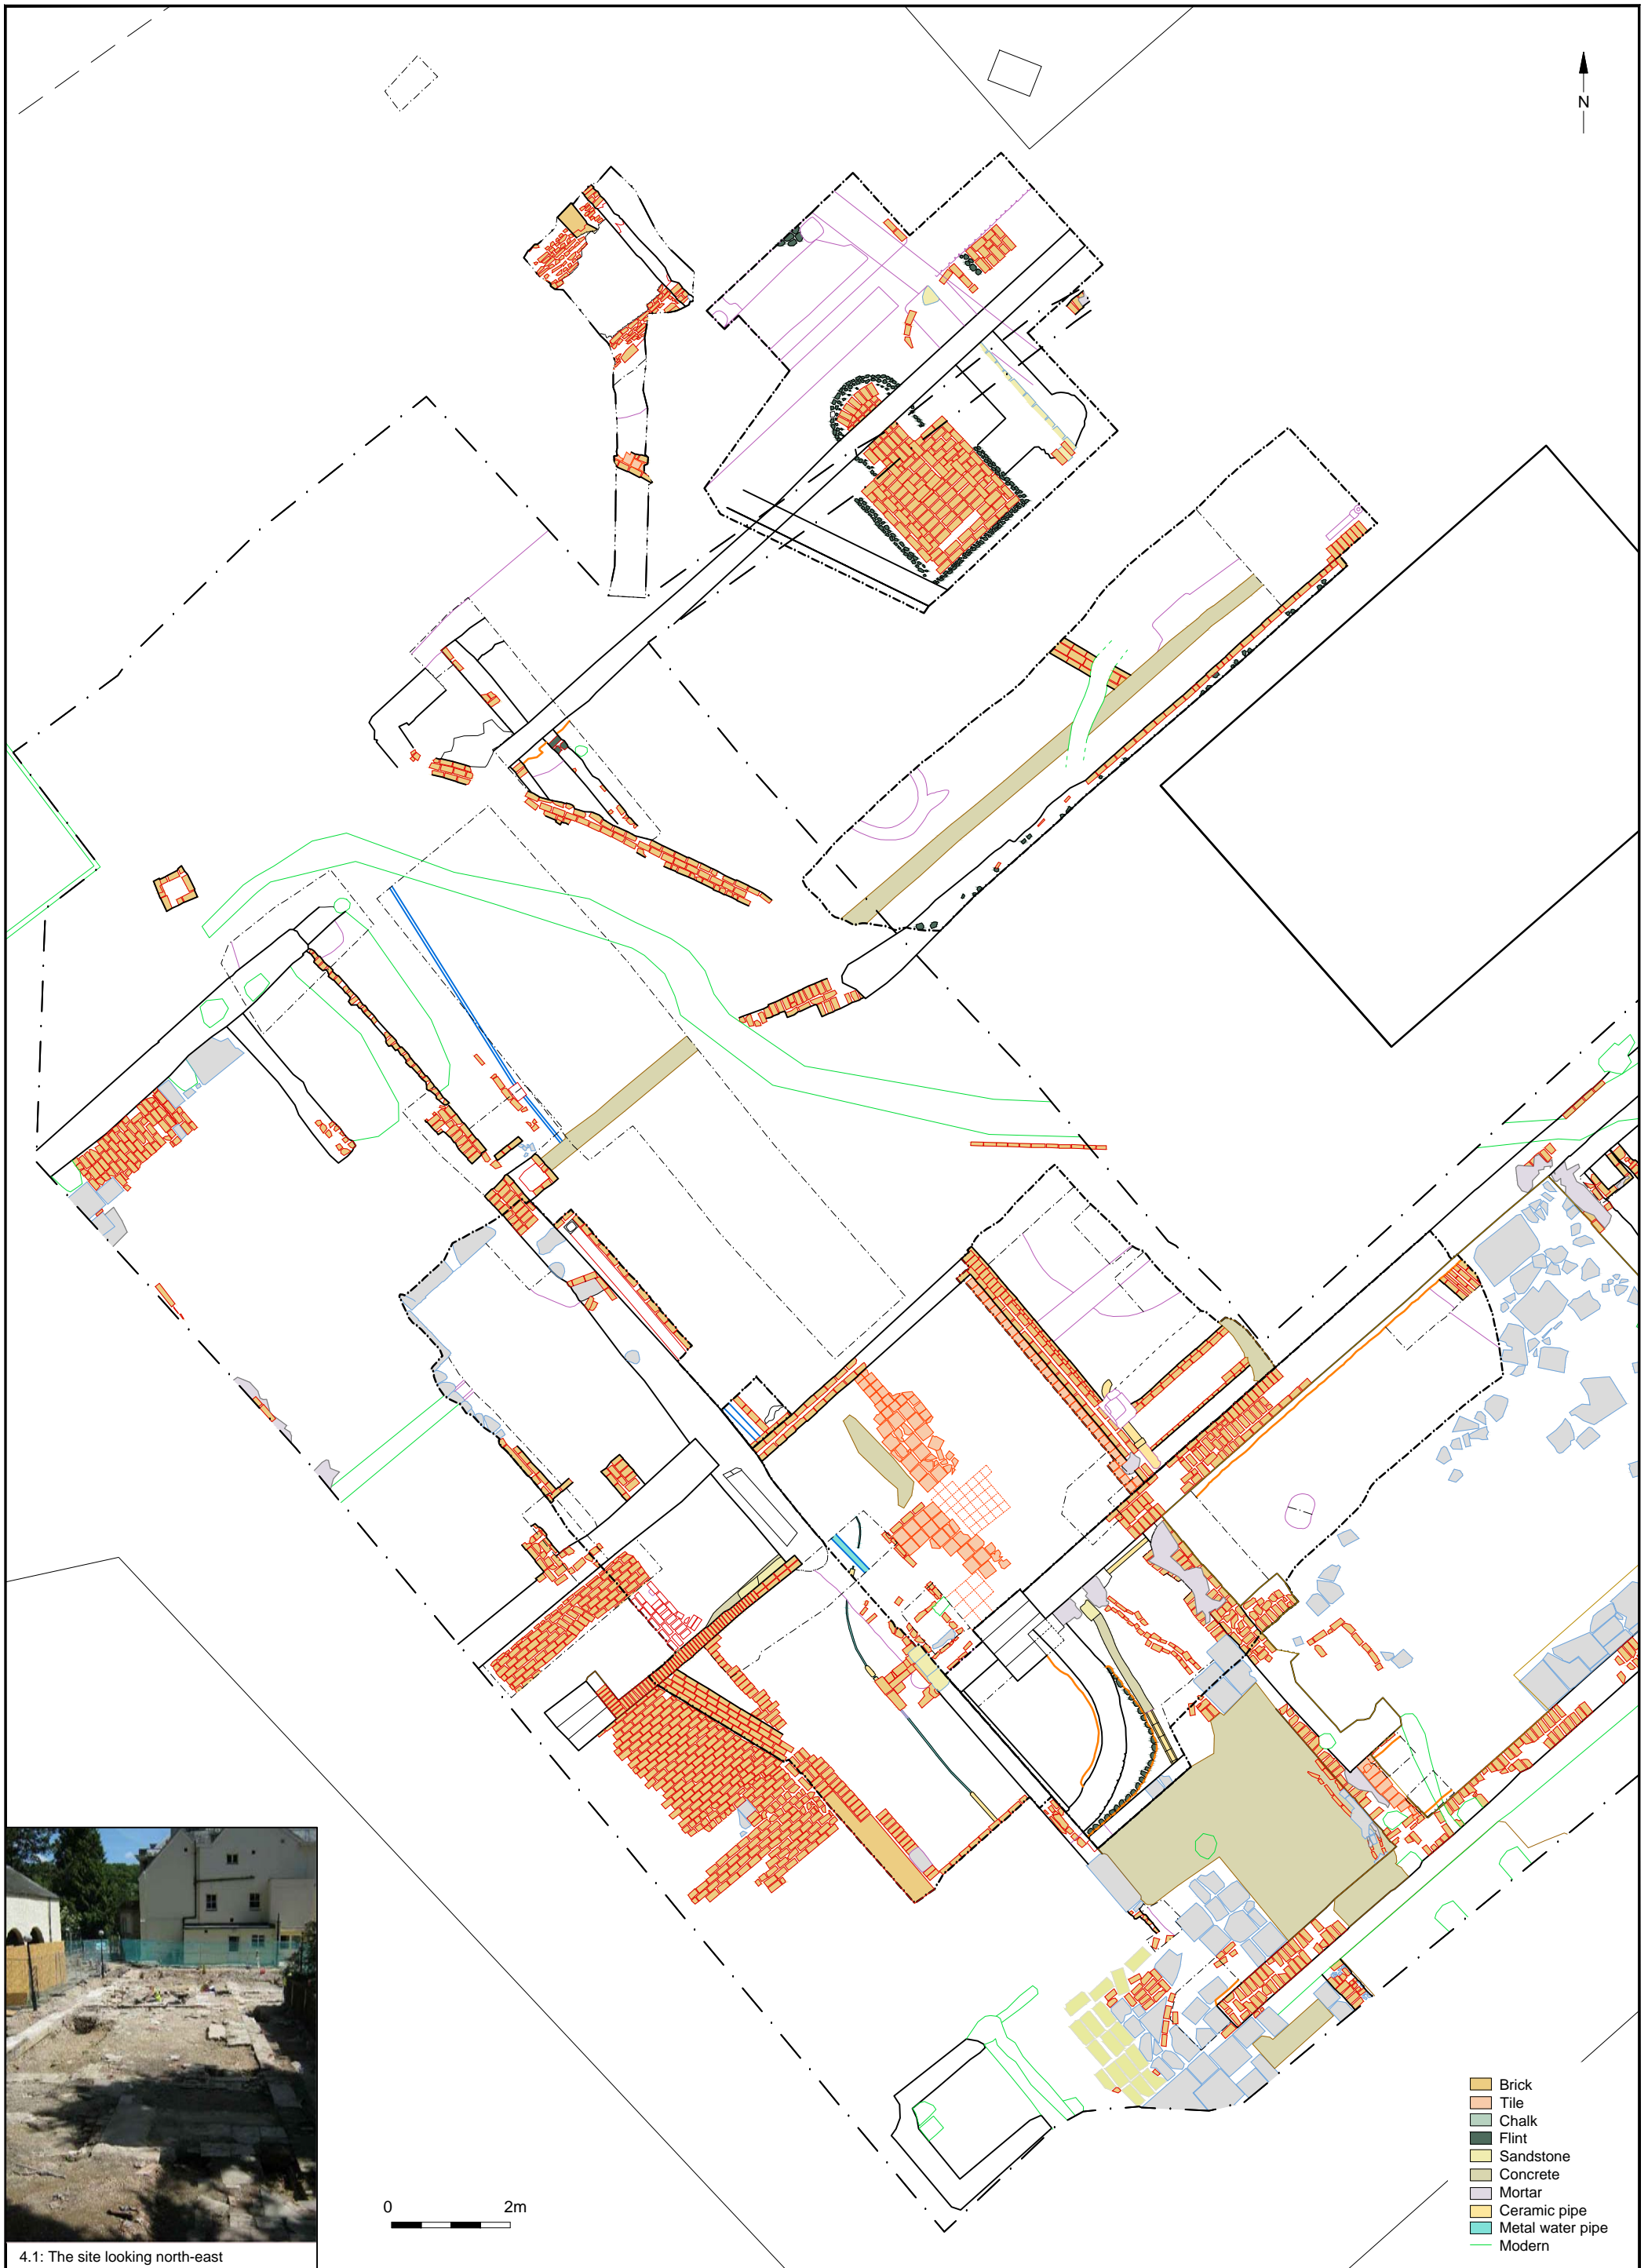 N
Brick
Tile
Chalk
Flint
Sandstone
Concrete
Mortar
Ceramic pipe
Metal water pipe
Modern
0 2m
4.1: The site looking north-east